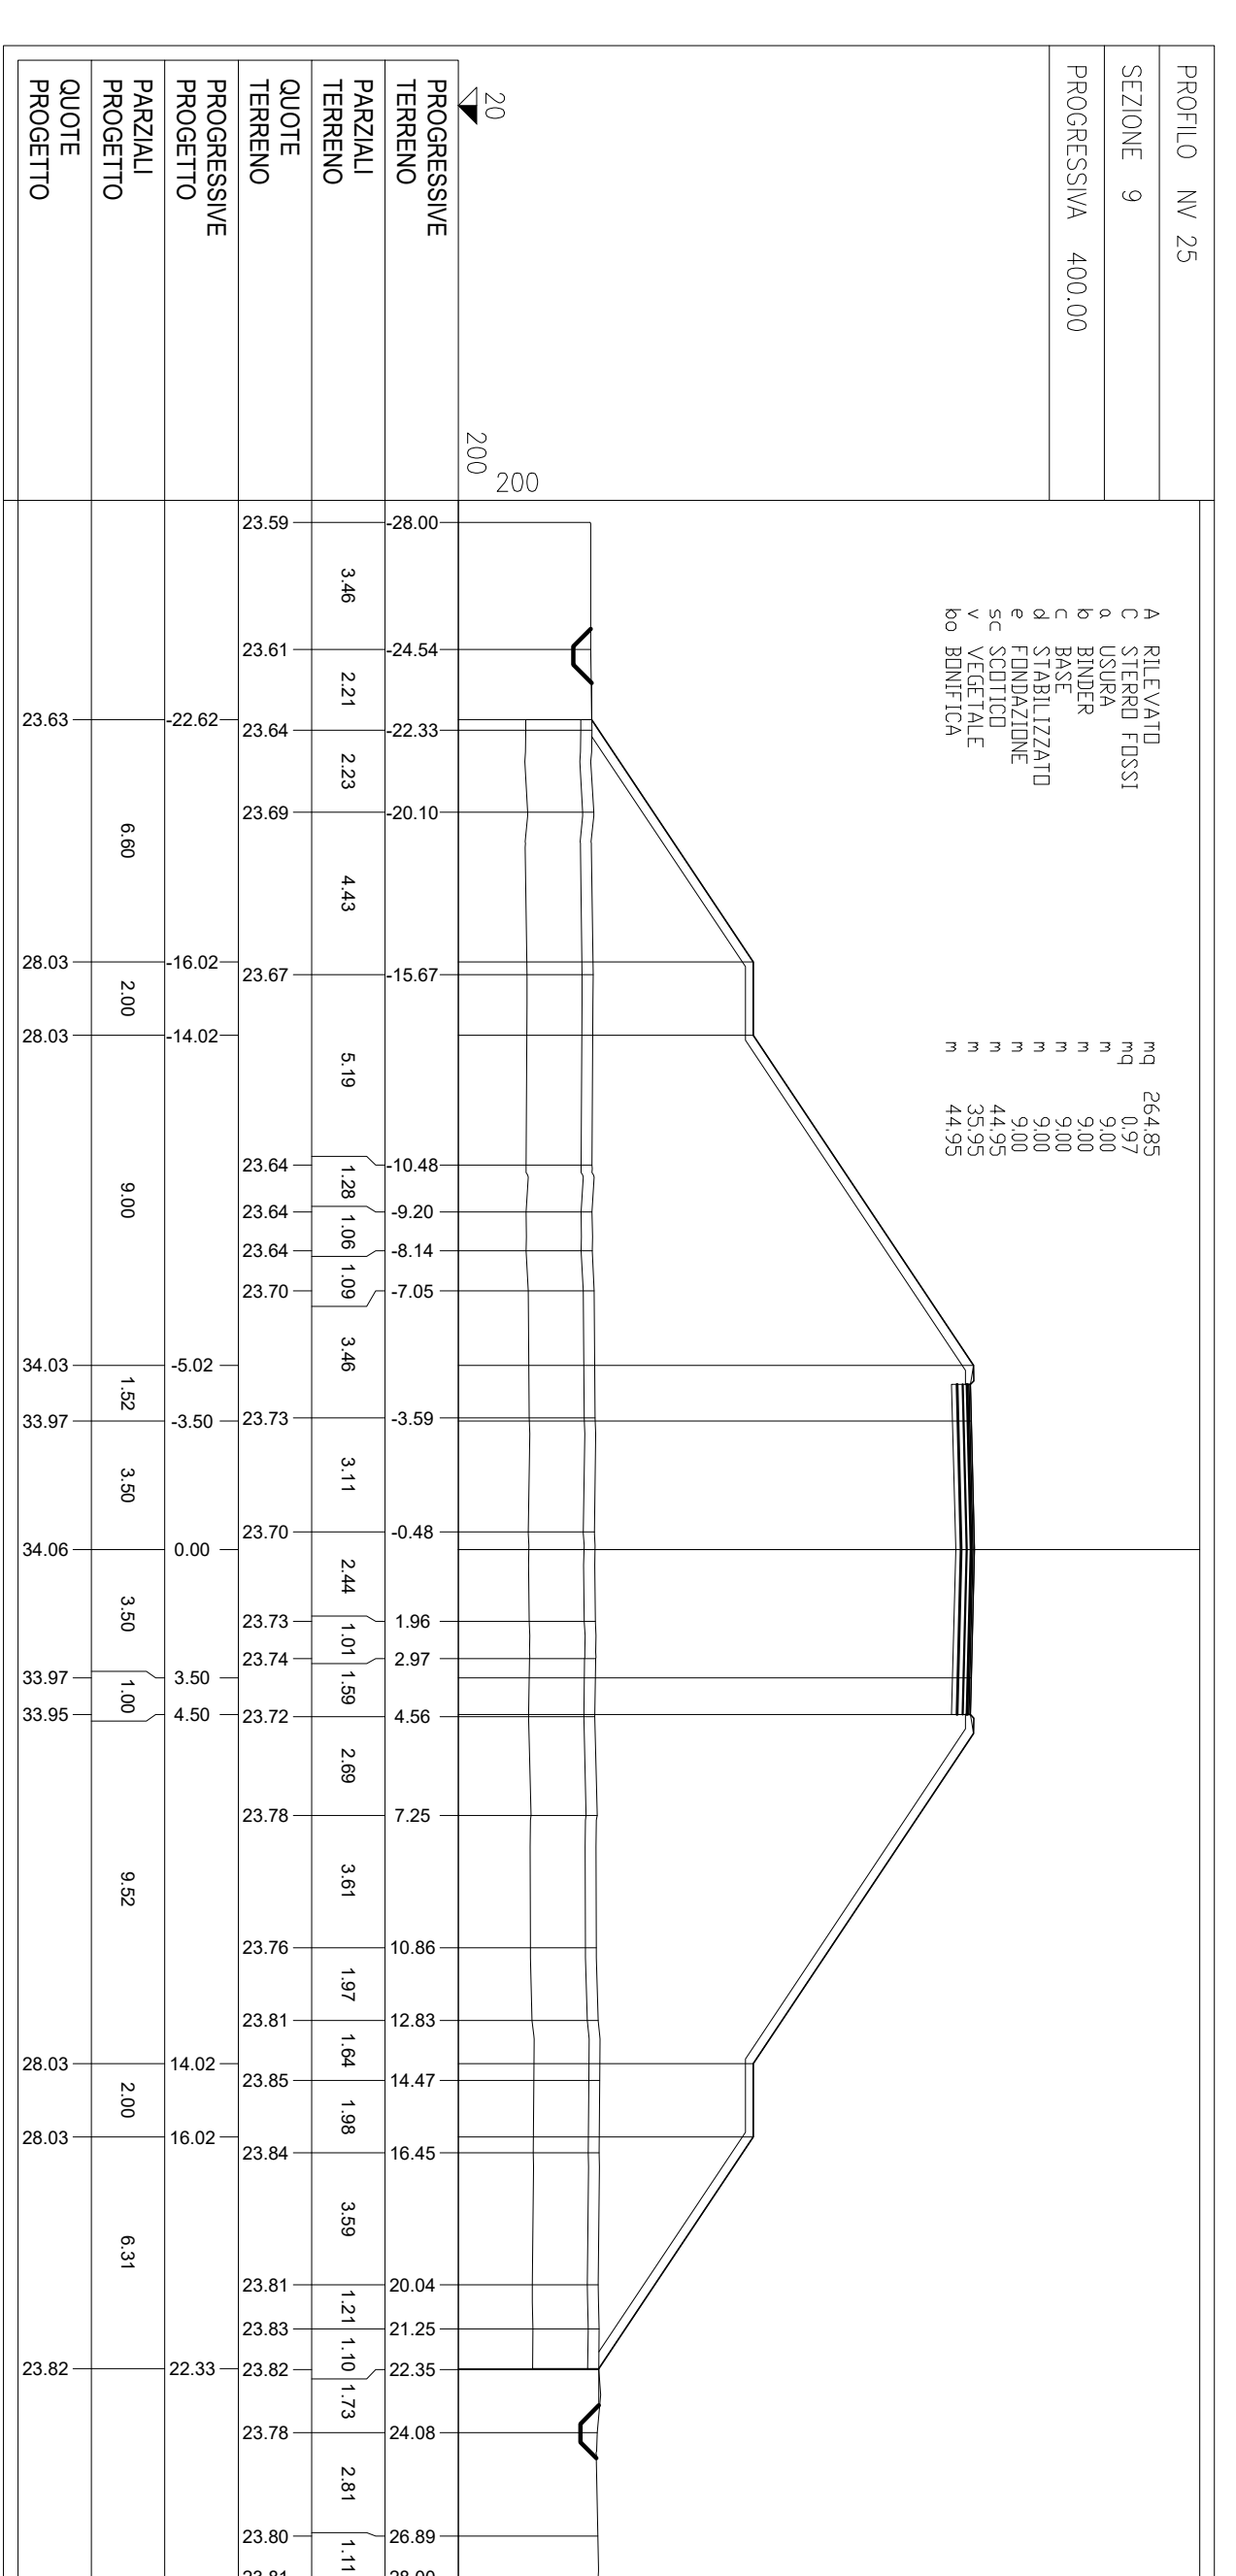 PROFILO NV 25
SEZIONE 9
PROGRESSIVA 400.00
A RILEVATO mq 264.85
C STERRO FOSSI mq 0.97
a USURA m 9.00
b BINDER m 9.00
c BASE m 9.00
d STABILIZZATO m 9.00
e FONDAZIONE m 9.00
sc SCOTICO m 44.95
v VEGETALE m 35.95
bo BONIFICA m 44.95
20
200
200
PROGRESSIVE TERRENO
-28.00 -24.54 -22.33 -20.10 -15.67 -10.48 -9.20 -8.14 -7.05 -3.59 -0.48 1.96 2.97 4.56 7.25 10.86 12.83 14.47 16.45 20.04 21.25 22.35 24.08 26.89 28.00
PARZIALI TERRENO
3.46 2.21 2.23 4.43 5.19 1.28 1.06 1.09 3.46 3.11 2.44 1.01 1.59 2.69 3.61 1.97 1.64 1.98 3.59 1.21 1.10 1.73 2.81 1.11
QUOTE TERRENO
23.59 23.61 23.64 23.69 23.67 23.64 23.64 23.64 23.70 23.73 23.70 23.73 23.74 23.72 23.78 23.76 23.81 23.85 23.84 23.81 23.83 23.82 23.78 23.80 23.81
PROGRESSIVE PROGETTO
-22.62 -16.02 -14.02 -5.02 -3.50 0.00 3.50 4.50 14.02 16.02 22.33
PARZIALI PROGETTO
6.60 2.00 9.00 1.52 3.50 3.50 1.00 9.52 2.00 6.31
QUOTE PROGETTO
23.63 28.03 28.03 34.03 33.97 34.06 33.97 33.95 28.03 28.03 23.82